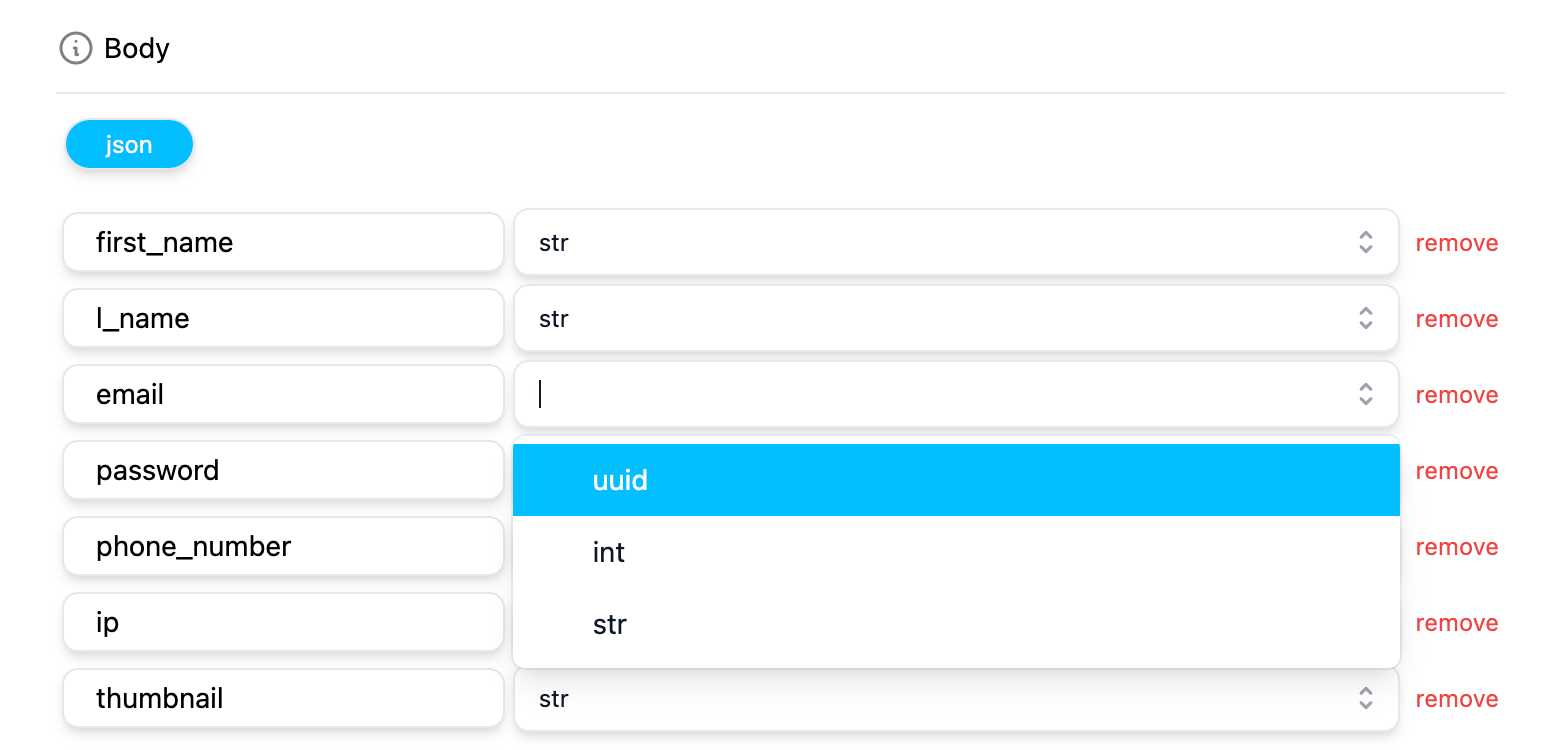 Body
json
first_name str remove
l_name str remove
email remove
password remove
uuid
int
phone_number remove
str
ip remove
thumbnail str remove